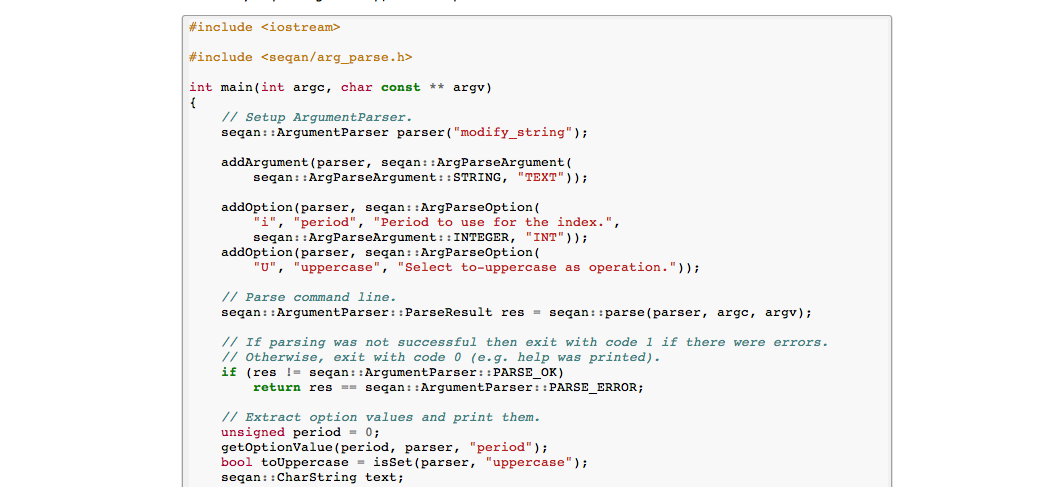 #include <iostream>
#include <seqan/arg_parse.h>
int main(int argc, char const ** argv)
{
    // Setup ArgumentParser.
    seqan::ArgumentParser parser("modify_string");
    addArgument(parser, seqan::ArgParseArgument(
        seqan::ArgParseArgument::STRING, "TEXT"));
    addOption(parser, seqan::ArgParseOption(
        "i", "period", "Period to use for the index.",
        seqan::ArgParseArgument::INTEGER, "INT"));
    addOption(parser, seqan::ArgParseOption(
        "U", "uppercase", "Select to-uppercase as operation."));
    // Parse command line.
    seqan::ArgumentParser::ParseResult res = seqan::parse(parser, argc, argv);
    // If parsing was not successful then exit with code 1 if there were errors.
    // Otherwise, exit with code 0 (e.g. help was printed).
    if (res != seqan::ArgumentParser::PARSE_OK)
        return res == seqan::ArgumentParser::PARSE_ERROR;
    // Extract option values and print them.
    unsigned period = 0;
    getOptionValue(period, parser, "period");
    bool toUppercase = isSet(parser, "uppercase");
    seqan::CharString text;